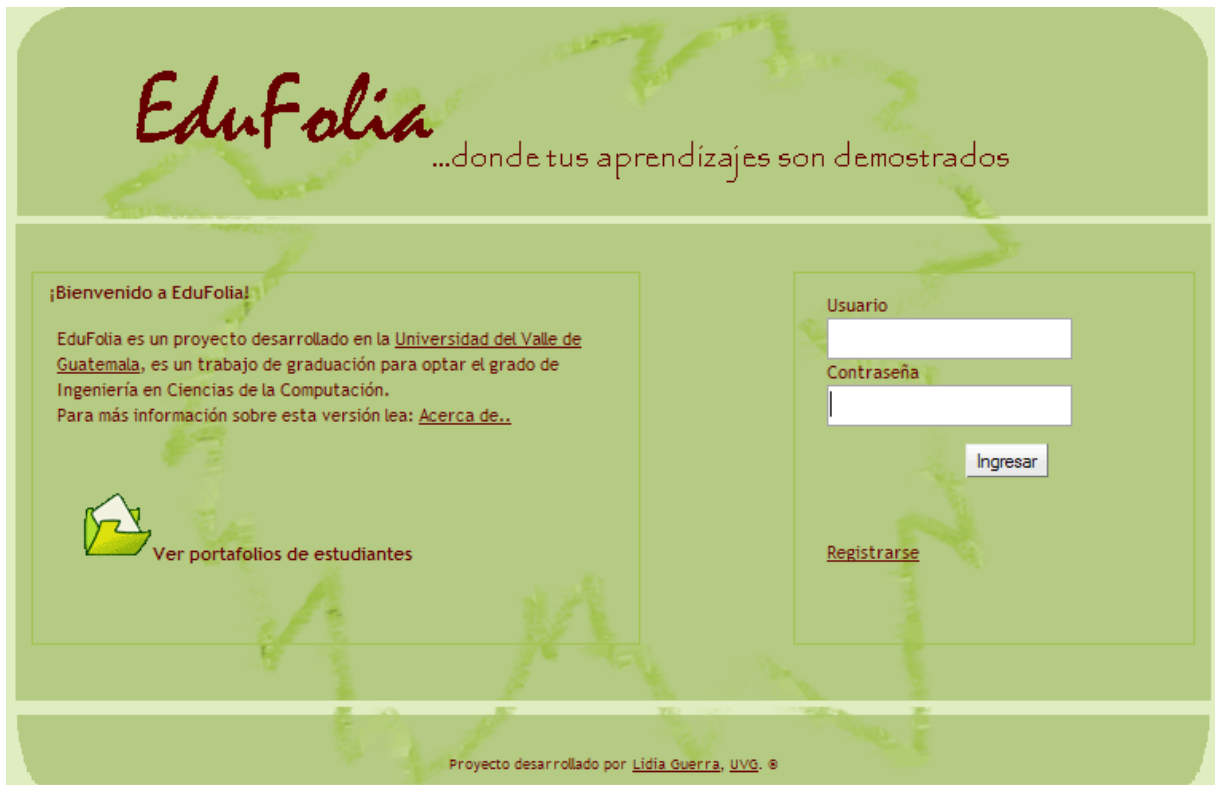 EduFolia
...donde tus aprendizajes son demostrados
¡Bienvenido a EduFolia!
EduFolia es un proyecto desarrollado en la Universidad del Valle de
Guatemala, es un trabajo de graduación para optar el grado de
Ingeniería en Ciencias de la Computación.
Para más información sobre esta versión lea: Acerca de..
Ver portafolios de estudiantes
Usuario
Contraseña
Ingresar
Registrarse
Proyecto desarrollado por Lidia Guerra, UVG. ®